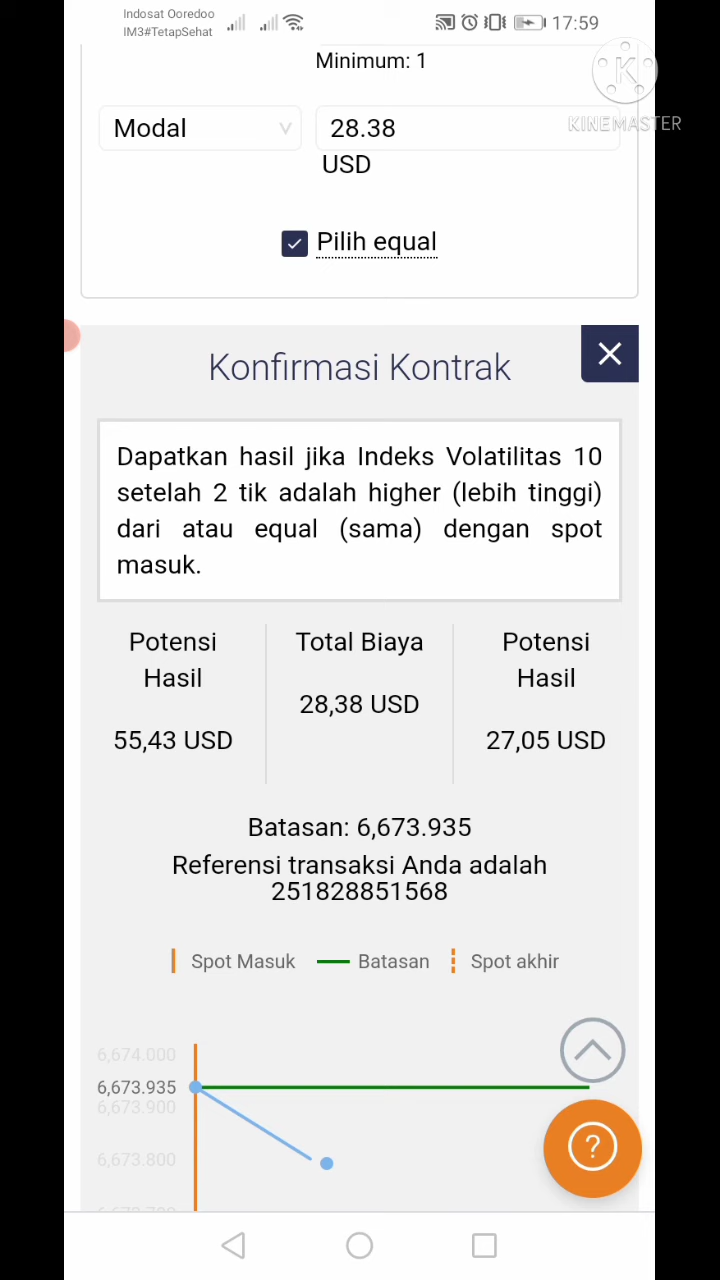 Indosat Ooredoo
IM3#TetapSehat
17:59
Minimum: 1
K
KINEMASTER
Modal
28.38
USD
Pilih equal
Konfirmasi Kontrak
Dapatkan hasil jika Indeks Volatilitas 10
setelah 2 tik adalah higher (lebih tinggi)
dari atau equal (sama) dengan spot
masuk.
Potensi
Hasil
55,43 USD
Total Biaya
28,38 USD
Potensi
Hasil
27,05 USD
Batasan: 6,673.935
Referensi transaksi Anda adalah
251828851568
Spot Masuk
Batasan
Spot akhir
6,674.000
6,673.935
6,673.900
6,673.800
?